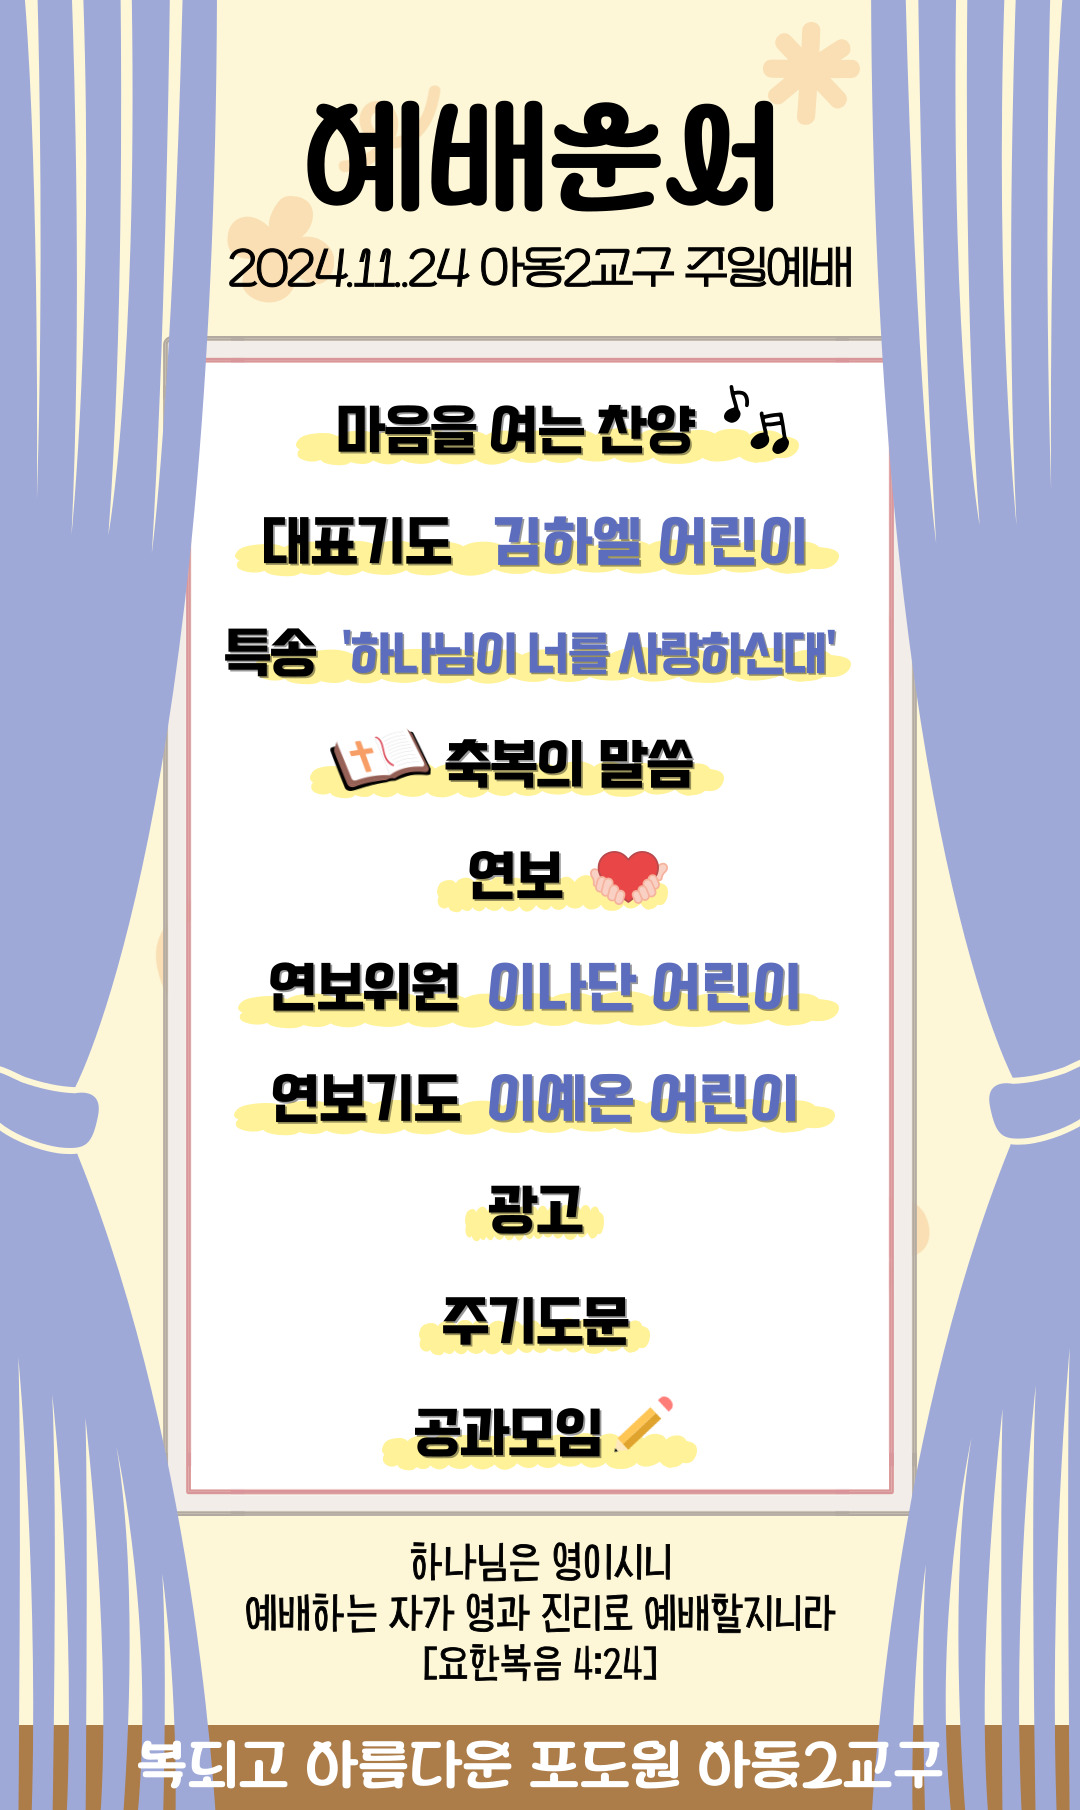 예배순서
2024.11.24 아동2교구 주일예배
마음을 여는 찬양
대표기도 김하엘 어린이
특송 '하나님이 너를 사랑하신대'
축복의 말씀
헌보
헌보위원 이나단 어린이
헌보기도 이예온 어린이
광고
주기도문
공과모임
하나님은 영이시니
예배하는 자가 영과 진리로 예배할지니라
[요한복음 4:24]
복되고 아름다운 포도원 아동2교구